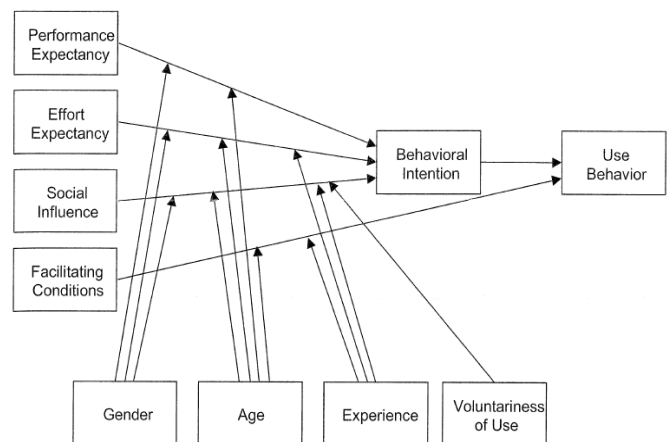 Performance
Expectancy
Effort
Expectancy
Social
Influence
Facilitating
Conditions
Behavioral
Intention
Use
Behavior
Gender
Age
Experience
Voluntariness
of Use